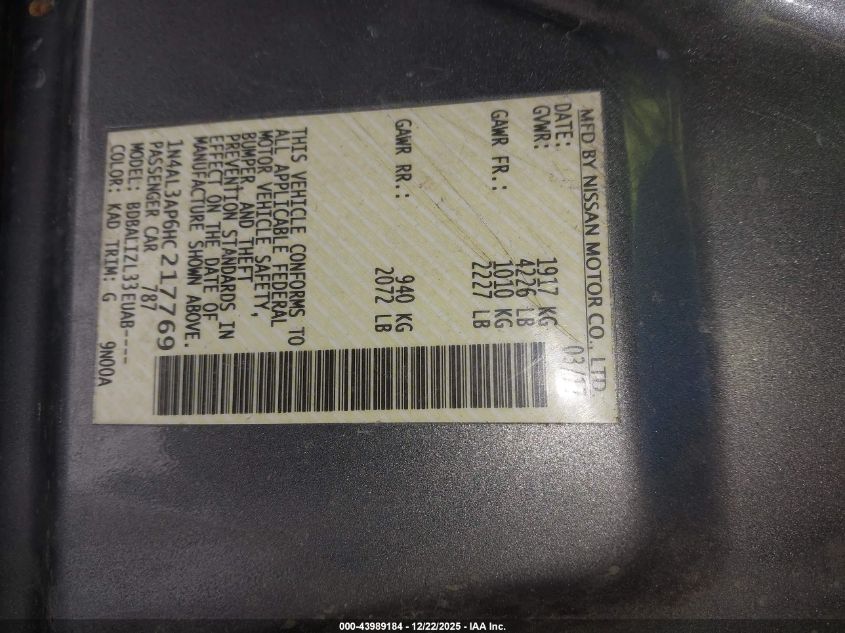 MFD BY NISSAN MOTOR CO., LTD.
DATE: 03/17
GVWR: 1917 KG
4226 LB
GAWR FR.: 1010 KG
2227 LB
GAWR RR.: 940 KG
2072 LB
THIS VEHICLE CONFORMS TO
ALL APPLICABLE FEDERAL
MOTOR VEHICLE SAFETY,
BUMPER, AND THEFT
PREVENTION STANDARDS IN
EFFECT ON THE DATE OF
MANUFACTURE SHOWN ABOVE.
1N4AL3AP6HC217769
PASSENGER CAR 787
MODEL: BDBALIZL33EUAB----
COLOR: KAD TRIM: G 9N00A
000-43989184 - 12/22/2025 - IAA Inc.